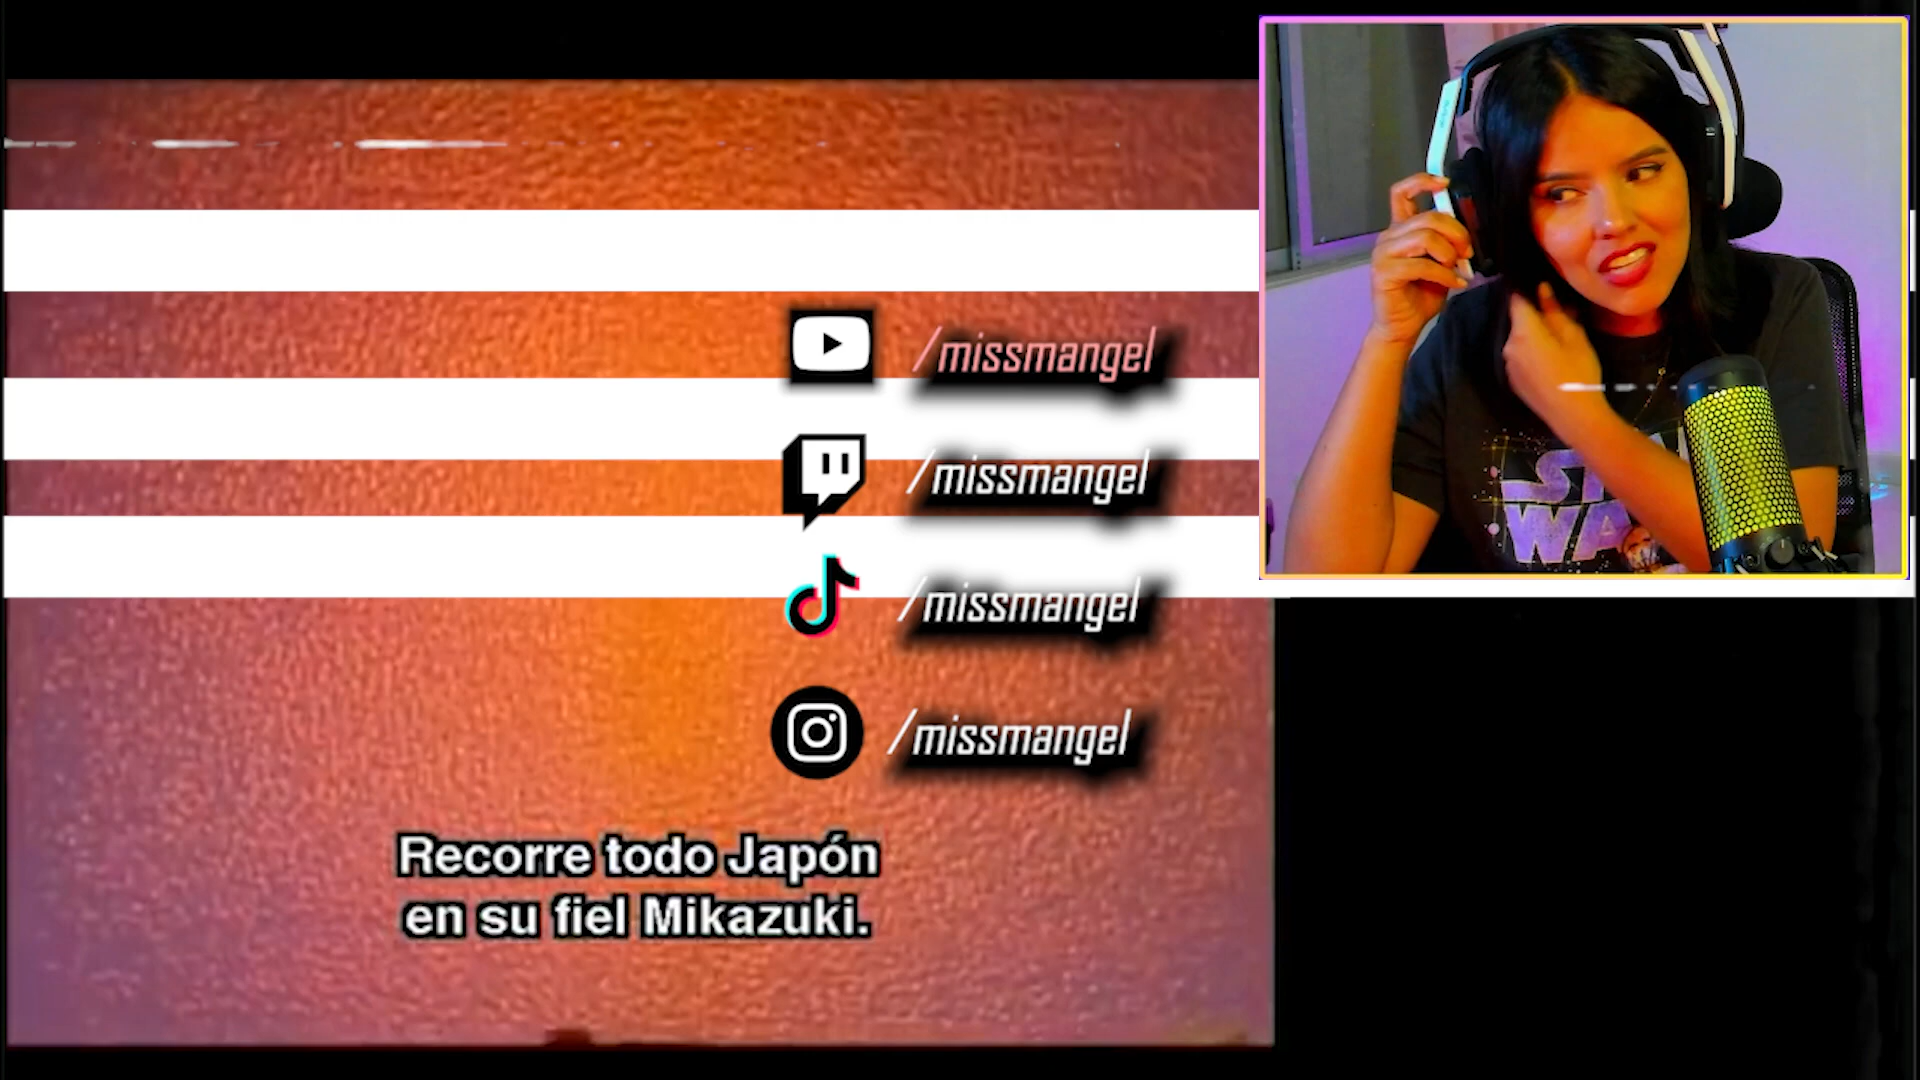 /missmangel
/missmangel
/missmangel
/missmangel
Recorre todo Japón
en su fiel Mikazuki.